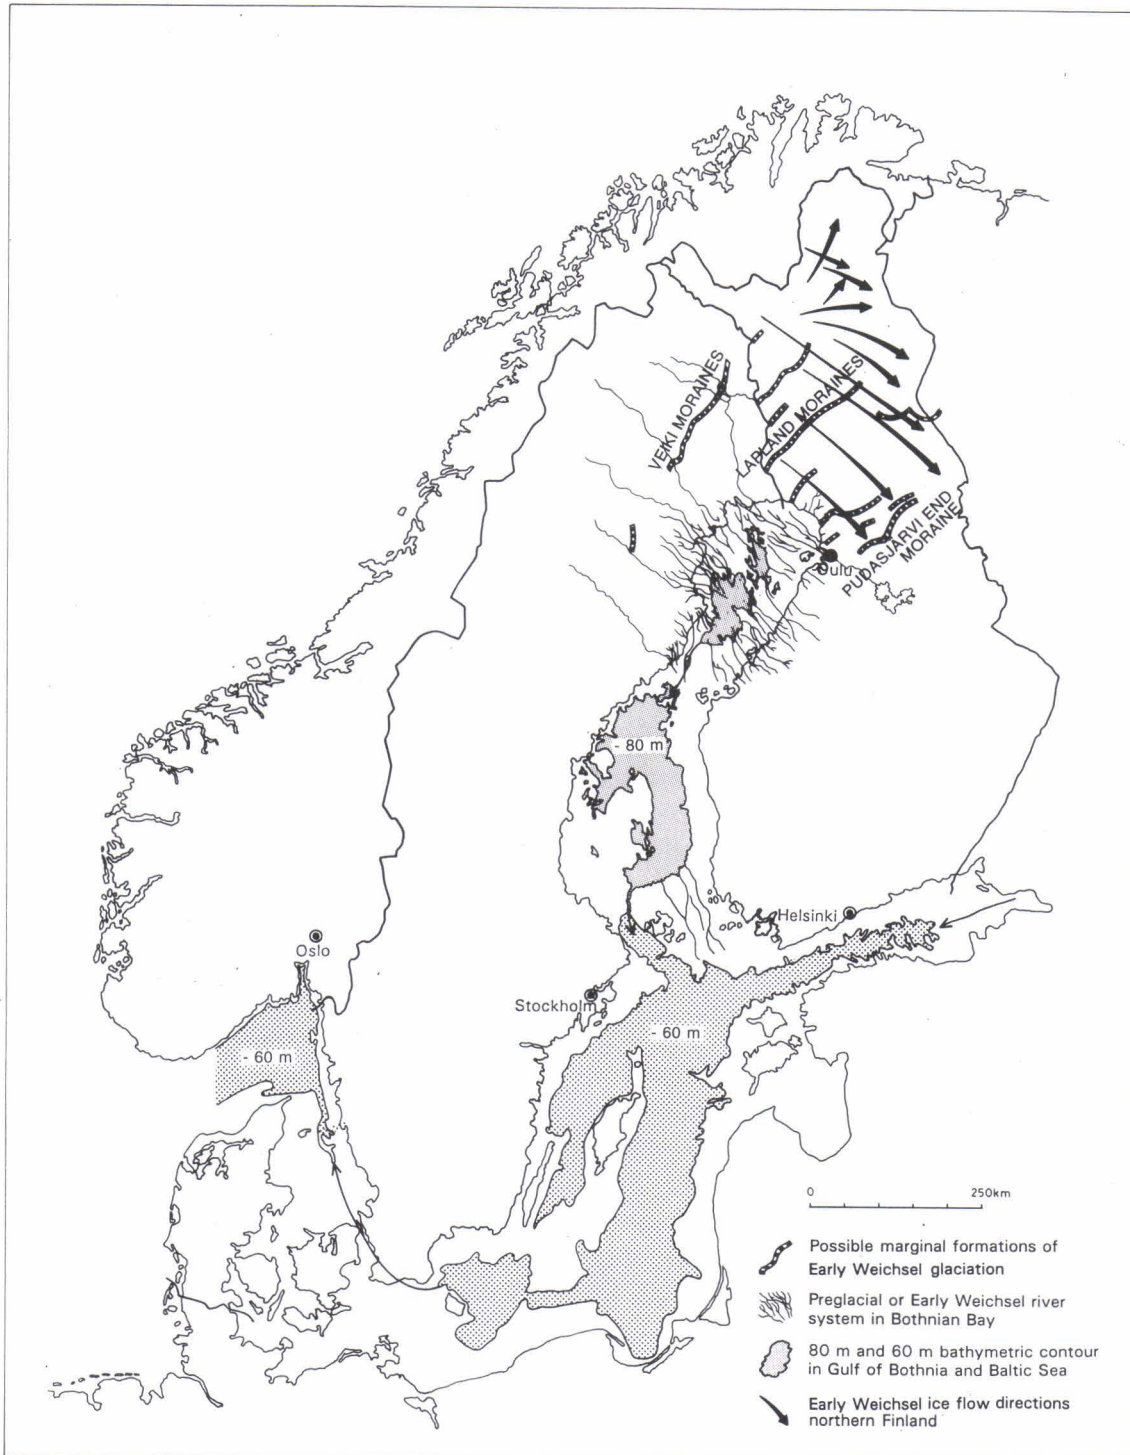 VEIKI MORAINES
LAPLAND MORAINES
PUDASJÄRVI END
MORAINE
Oulu
- 80 m
Helsinki
Oslo
Stockholm
- 60 m
- 60 m
0 250km
Possible marginal formations of
Early Weichsel glaciation
Preglacial or Early Weichsel river
system in Bothnian Bay
80 m and 60 m bathymetric contour
in Gulf of Bothnia and Baltic Sea
Early Weichsel ice flow directions
northern Finland